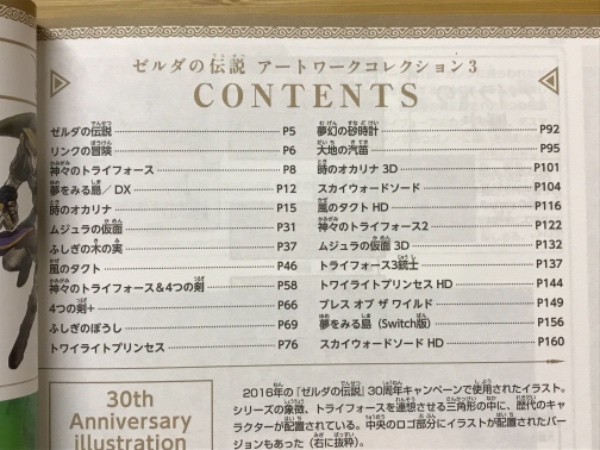 ゼルダの伝説 アートワークコレクション3
CONTENTS
ゼルダの伝説 P5
リンクの冒険 P6
神々のトライフォース P8
夢をみる島／DX P12
時のオカリナ P15
ムジュラの仮面 P31
ふしぎの木の実 P37
風のタクト P46
神々のトライフォース＆4つの剣 P58
4つの剣+ P66
ふしぎのぼうし P69
トワイライトプリンセス P76
夢幻の砂時計 P92
大地の汽笛 P95
時のオカリナ 3D P101
スカイウォードソード P104
風のタクト HD P116
神々のトライフォース2 P122
ムジュラの仮面 3D P132
トライフォース3銃士 P137
トワイライトプリンセス HD P144
ブレス オブ ザ ワイルド P149
夢をみる島（Switch版） P156
スカイウォードソード HD P160
30th
Anniversary
illustration
2016年の『ゼルダの伝説』30周年キャンペーンで使用されたイラスト。
シリーズの象徴、トライフォースを連想させる三角形の中に、歴代のキャ
ラクターが配置されている。中央のロゴ部分にイラストが配置されたバー
ジョンもあった（右に抜粋）。